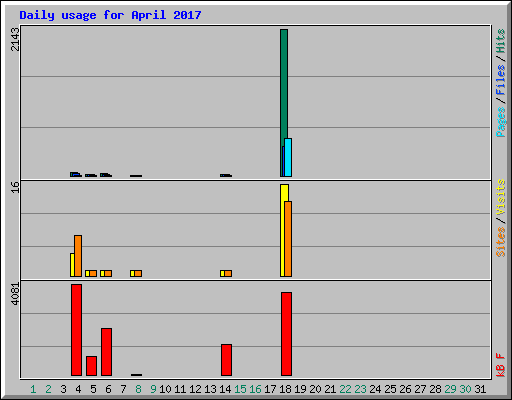 Daily usage for April 2017
2143
Pages / Files / Hits
16
Sites / Visits
4081
kB F
1 2 3 4 5 6 7 8 9 10 11 12 13 14 15 16 17 18 19 20 21 22 23 24 25 26 27 28 29 30 31